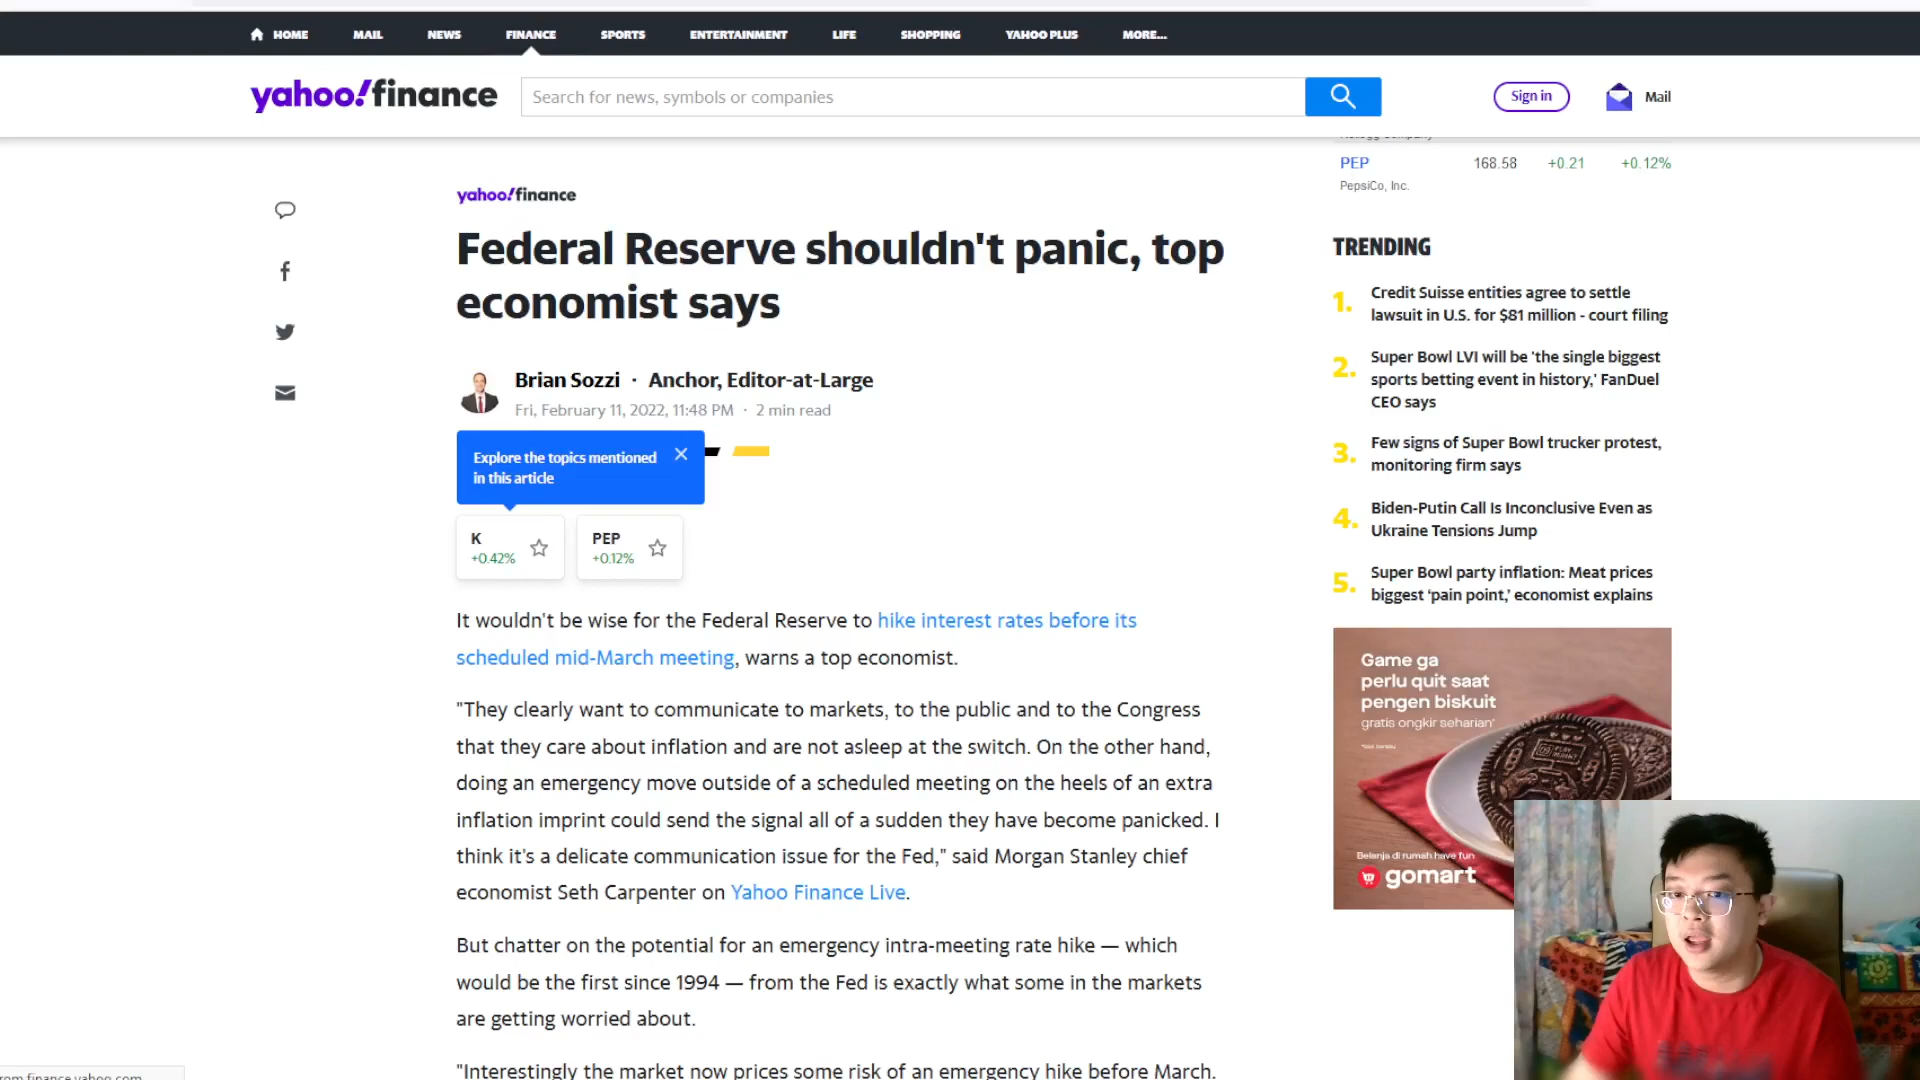 HOME MAIL NEWS FINANCE SPORTS ENTERTAINMENT LIFE SHOPPING YAHOO PLUS MORE...
yahoo!finance
Search for news, symbols or companies
Sign in
Mail
PEP 168.58 +0.21 +0.12%
PepsiCo, Inc.
yahoo!finance
Federal Reserve shouldn't panic, top
economist says
Brian Sozzi · Anchor, Editor-at-Large
Fri, February 11, 2022, 11:48 PM · 2 min read
Explore the topics mentioned
in this article
K
+0.42%
PEP
+0.12%
It wouldn't be wise for the Federal Reserve to hike interest rates before its
scheduled mid-March meeting, warns a top economist.
"They clearly want to communicate to markets, to the public and to the Congress
that they care about inflation and are not asleep at the switch. On the other hand,
doing an emergency move outside of a scheduled meeting on the heels of an extra
inflation imprint could send the signal all of a sudden they have become panicked. I
think it's a delicate communication issue for the Fed," said Morgan Stanley chief
economist Seth Carpenter on Yahoo Finance Live.
But chatter on the potential for an emergency intra-meeting rate hike — which
would be the first since 1994 — from the Fed is exactly what some in the markets
are getting worried about.
"Interestingly the market now prices some risk of an emergency hike before March.
TRENDING
1. Credit Suisse entities agree to settle
lawsuit in U.S. for $81 million - court filing
2. Super Bowl LVI will be 'the single biggest
sports betting event in history,' FanDuel
CEO says
3. Few signs of Super Bowl trucker protest,
monitoring firm says
4. Biden-Putin Call Is Inconclusive Even as
Ukraine Tensions Jump
5. Super Bowl party inflation: Meat prices
biggest 'pain point,' economist explains
Game ga
perlu quit saat
pengen biskuit
gratis ongkir seharian*
Belanja di rumah have fun
gomart